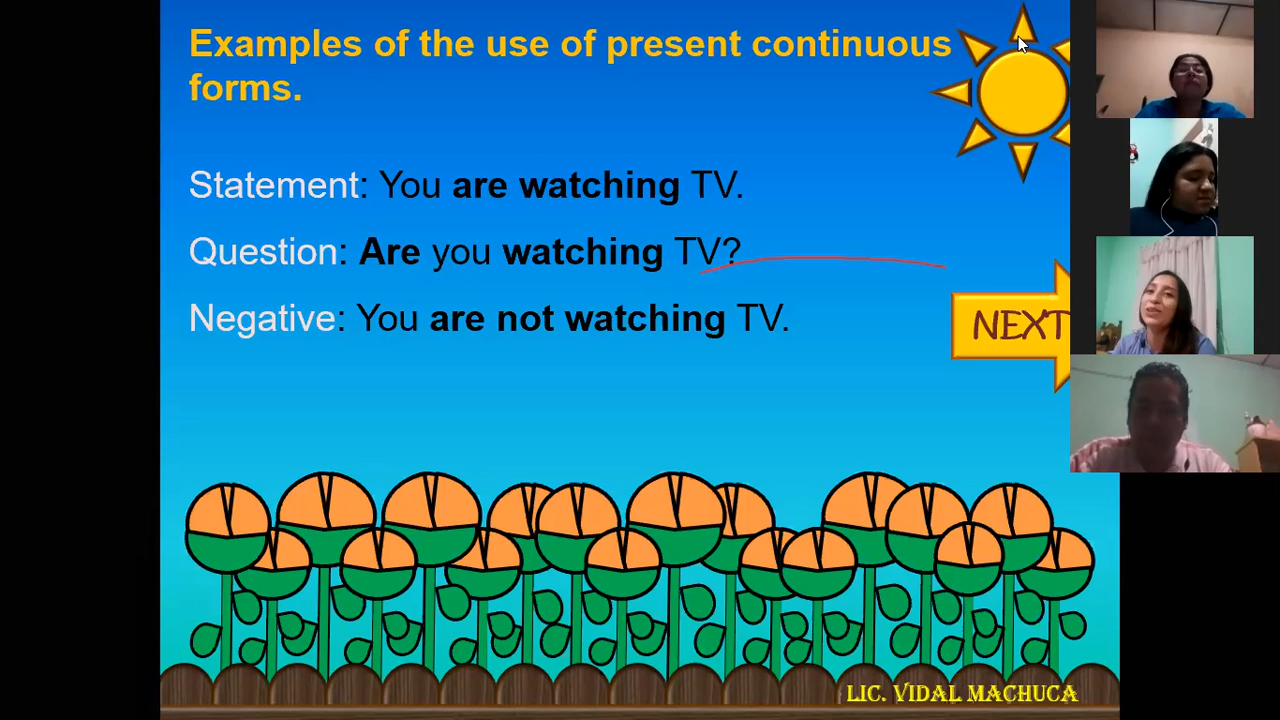 Examples of the use of present continuous
forms.
Statement: You are watching TV.
Question: Are you watching TV?
Negative: You are not watching TV.
NEXT
LIC. VIDAL MACHUCA